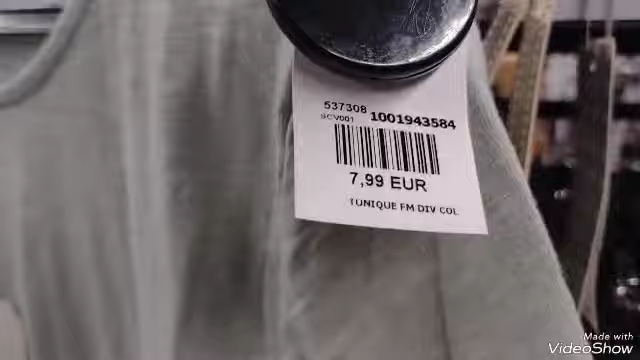 537308
SCV001 1001943584
7,99 EUR
TUNIQUE FM DIV COL
Made with
VideoShow